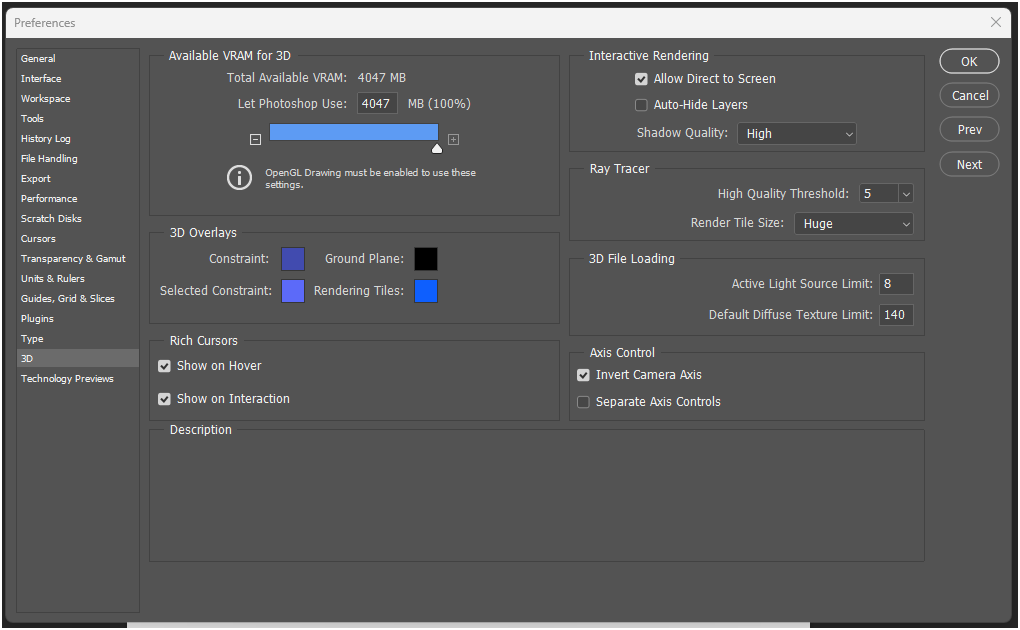 Preferences
General
Interface
Workspace
Tools
History Log
File Handling
Export
Performance
Scratch Disks
Cursors
Transparency & Gamut
Units & Rulers
Guides, Grid & Slices
Plugins
Type
3D
Technology Previews
Available VRAM for 3D
Total Available VRAM: 4047 MB
Let Photoshop Use: 4047 MB (100%)
OpenGL Drawing must be enabled to use these
settings.
3D Overlays
Constraint: Ground Plane:
Selected Constraint: Rendering Tiles:
Rich Cursors
Show on Hover
Show on Interaction
Interactive Rendering
Allow Direct to Screen
Auto-Hide Layers
Shadow Quality: High
Ray Tracer
High Quality Threshold: 5
Render Tile Size: Huge
3D File Loading
Active Light Source Limit: 8
Default Diffuse Texture Limit: 140
Axis Control
Invert Camera Axis
Separate Axis Controls
Description
OK
Cancel
Prev
Next